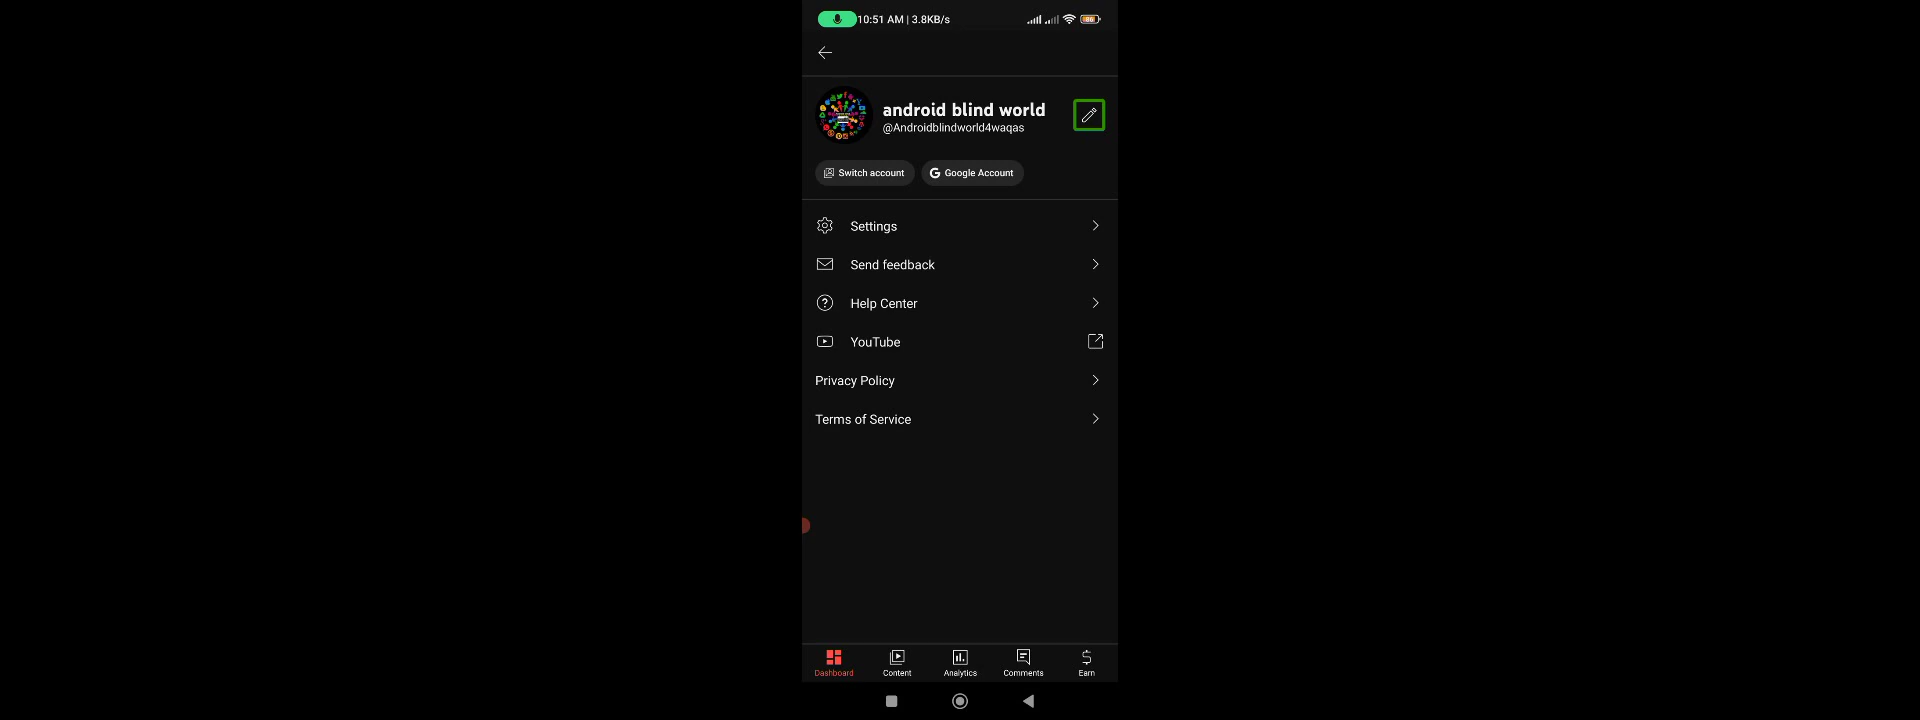 10:51 AM | 3.8KB/s
86
android blind world
@Androidblindworld4waqas
Switch account
Google Account
Settings
Send feedback
Help Center
YouTube
Privacy Policy
Terms of Service
Dashboard
Content
Analytics
Comments
Earn